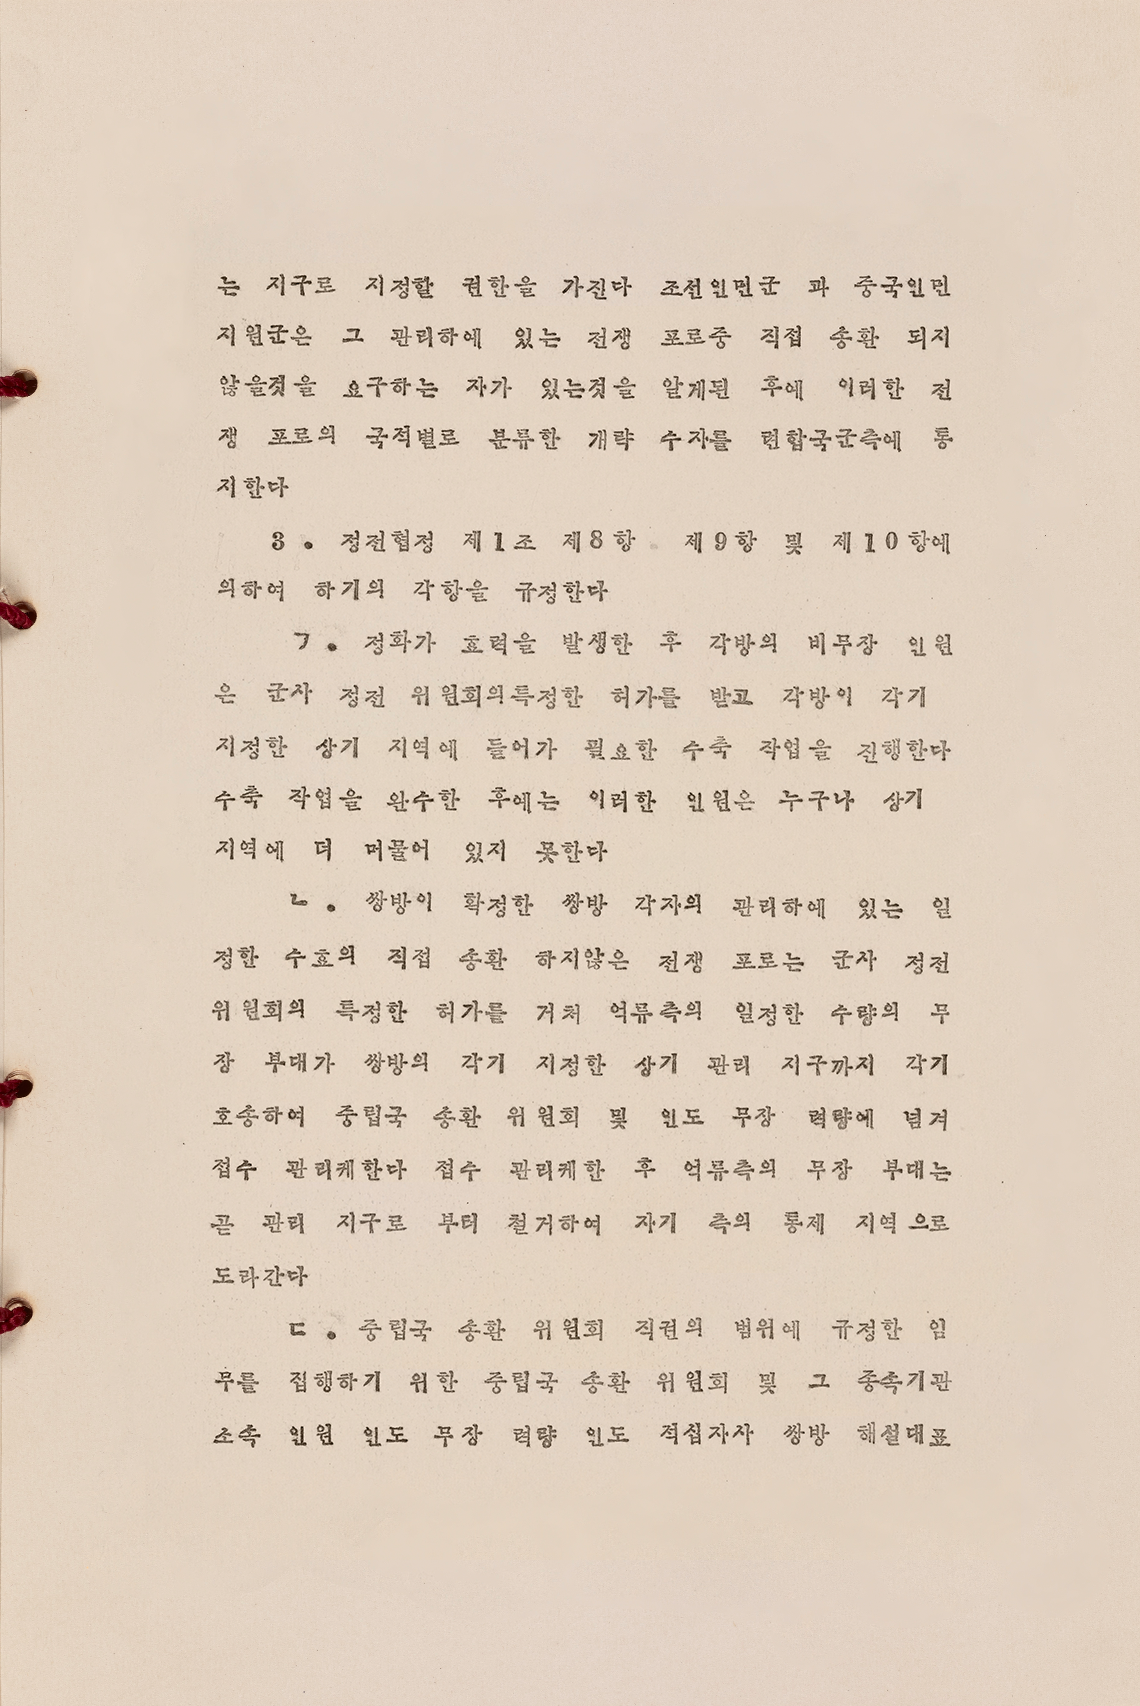 는 지구로 지정할 권한을 가진다 조선인민군 과 중국인민
지원군은 그 관리하에 있는 전쟁 포로중 직접 송환 되지
않을것을 요구하는 자가 있는것을 알게된 후에 이러한 전
쟁 포로의 국적별로 분류한 개략 수자를 련합국군측에 통
지한다
3. 정전협정 제1조 제8항 제9항 및 제10항에
의하여 하기의 각항을 규정한다
ㄱ. 정화가 효력을 발생한 후 각방의 비무장 인원
은 군사 정전 위원회의특정한 허가를 받고 각방이 각기
지정한 상기 지역에 들어가 필요한 수축 작업을 진행한다
수축 작업을 완수한 후에는 이러한 인원은 누구나 상기
지역에 더 머물어 있지 못한다
ㄴ. 쌍방이 확정한 쌍방 각자의 관리하에 있는 일
정한 수효의 직접 송환 하지않은 전쟁 포로는 군사 정전
위원회의 특정한 허가를 거처 억류측의 일정한 수량의 무
장 부대가 쌍방의 각기 지정한 상기 관리 지구까지 각기
호송하여 중립국 송환 위원회 및 인도 무장 력량에 넘겨
접수 관리케한다 접수 관리케한 후 억류측의 무장 부대는
곧 관리 지구로 부터 철거하여 자기 측의 통제 지역으로
도라간다
ㄷ. 중립국 송환 위원회 직권의 범위에 규정한 임
무를 집행하기 위한 중립국 송환 위원회 및 그 종속기관
소속 인원 인도 무장 력량 인도 적십자사 쌍방 해설대표